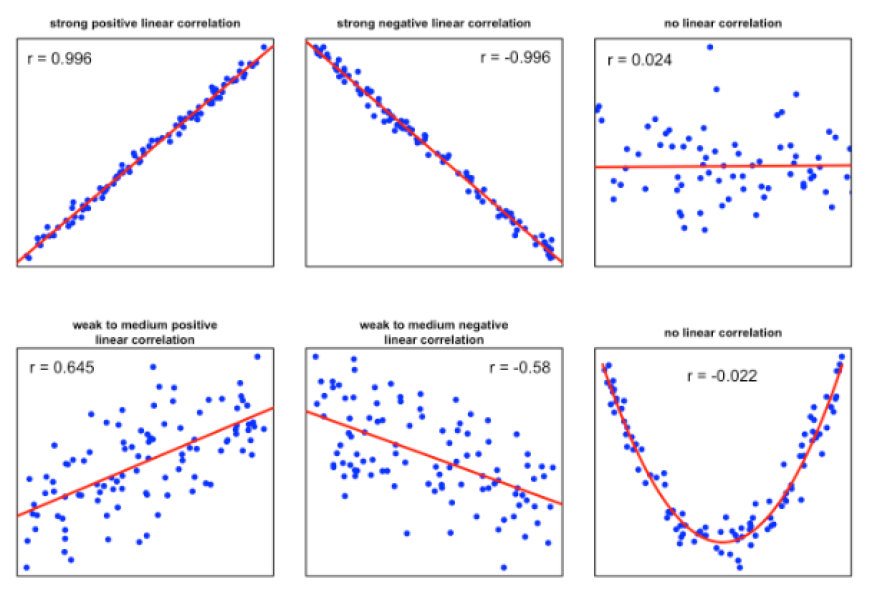 strong positive linear correlation
strong negative linear correlation
no linear correlation
r = 0.996
r = -0.996
r = 0.024
weak to medium positive
linear correlation
weak to medium negative
linear correlation
no linear correlation
r = 0.645
r = -0.58
r = -0.022